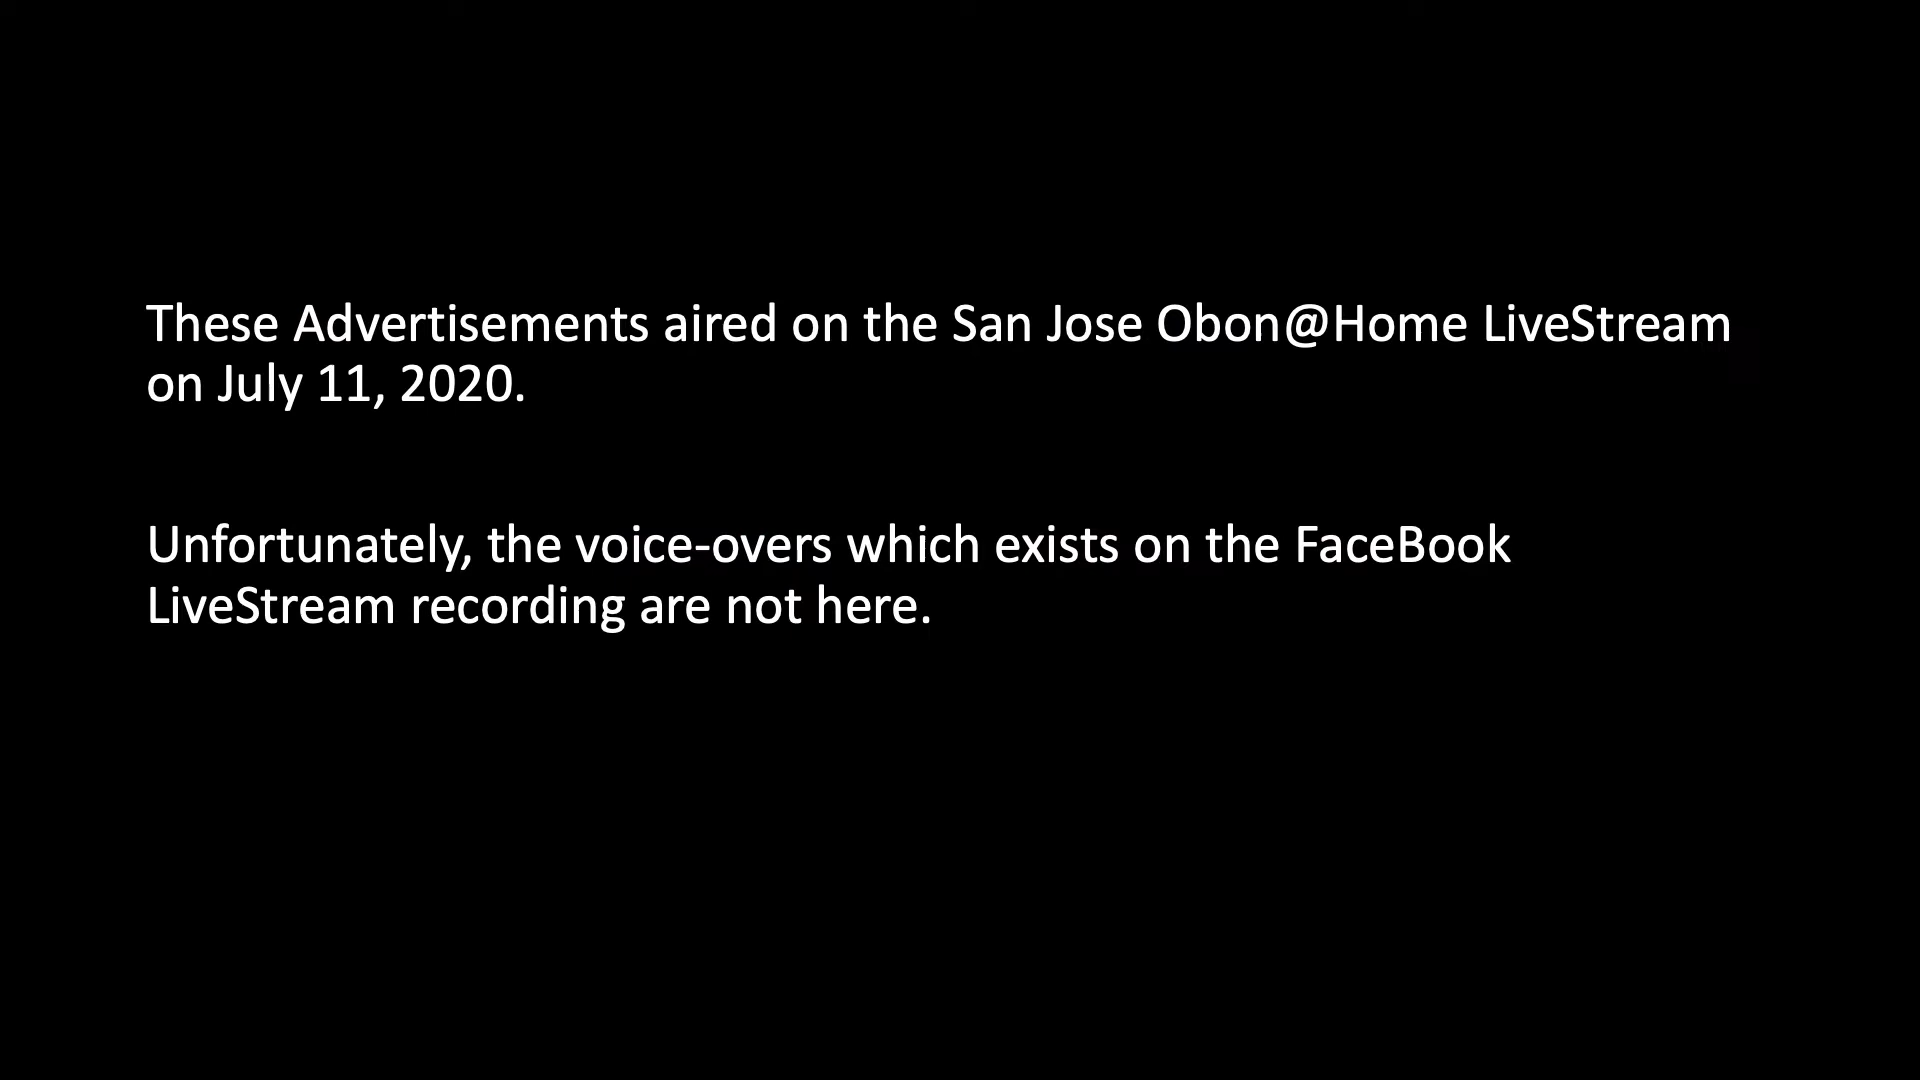 These Advertisements aired on the San Jose Obon@Home LiveStream
on July 11, 2020.
Unfortunately, the voice-overs which exists on the FaceBook
LiveStream recording are not here.